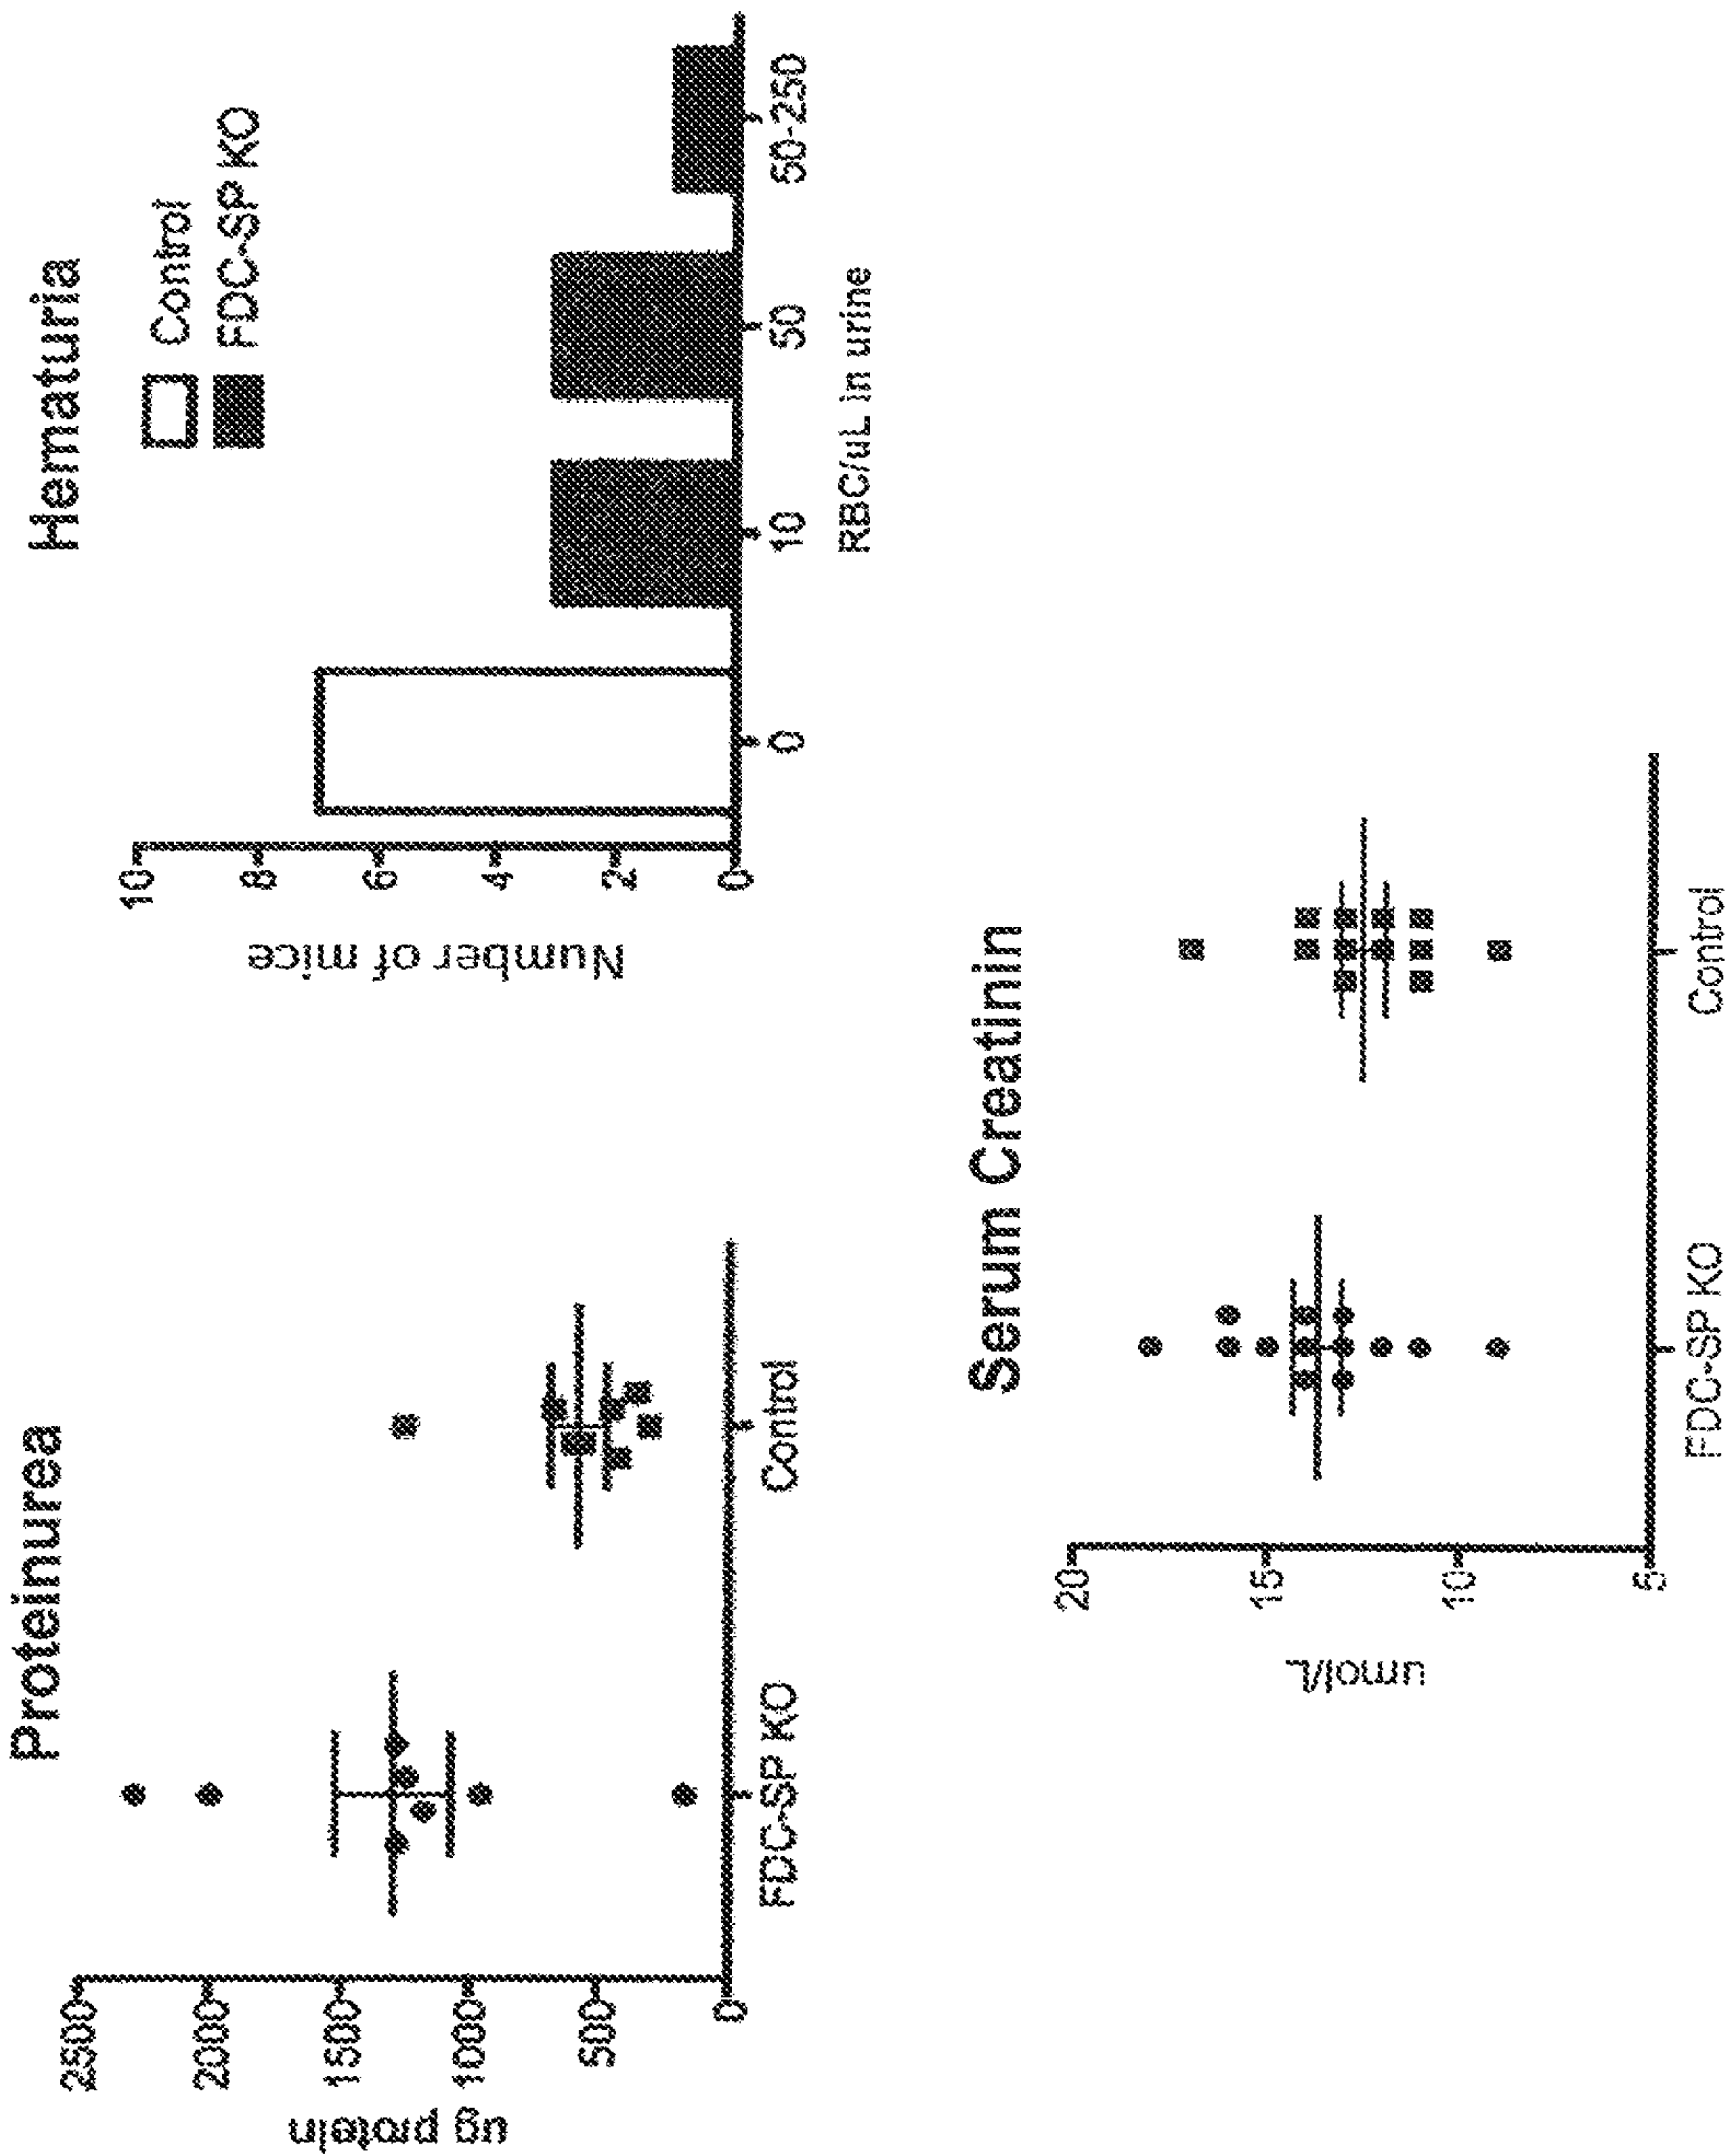 Proteinurea
ug protein
2500
2000
1500
1000
500
0
FDC-SP KO
Control
Hematuria
Control
FDC-SP KO
Number of mice
10
8
6
4
2
0
0
10
50
50-250
RBC/uL in urine
Serum Creatinin
umol/L
20
15
10
5
FDC-SP KO
Control